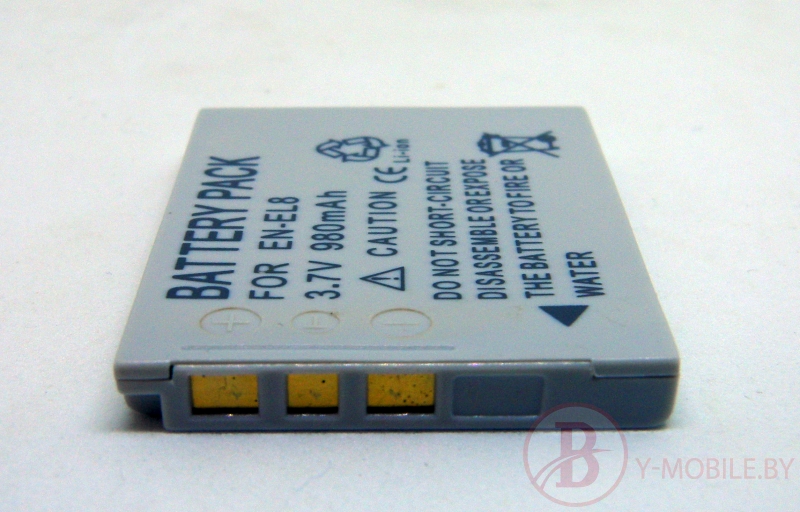 BATTERY PACK
FOR EN-EL8
3.7V 980mAh
Li-ion
CE
CAUTION
DO NOT SHORT-CIRCUIT
DISASSEMBLE OR EXPOSE
THE BATTERY TO FIRE OR
WATER
+
-
B
Y-MOBILE.BY